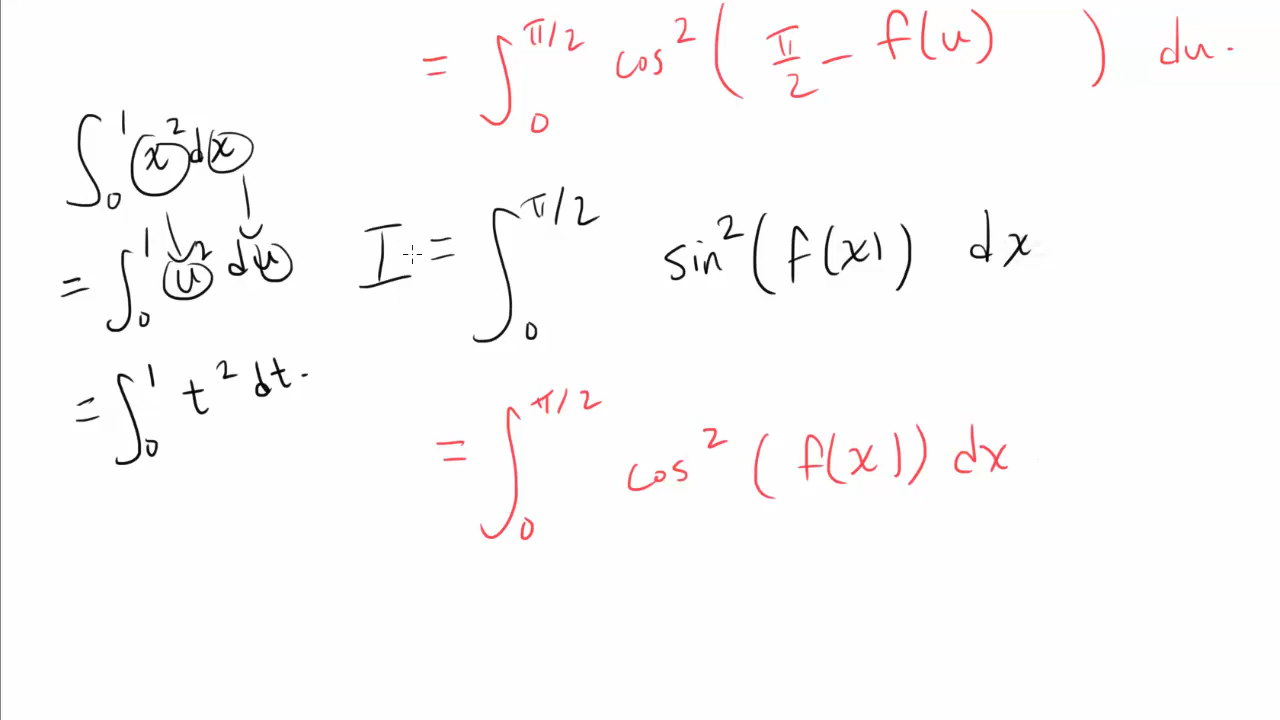 = ∫₀^{π/2} cos² ( π/2 − f(u) ) du.
∫₀¹ x² dx
= ∫₀¹ u² du
= ∫₀¹ t² dt.
I = ∫₀^{π/2} sin² (f(x)) dx
= ∫₀^{π/2} cos² (f(x)) dx